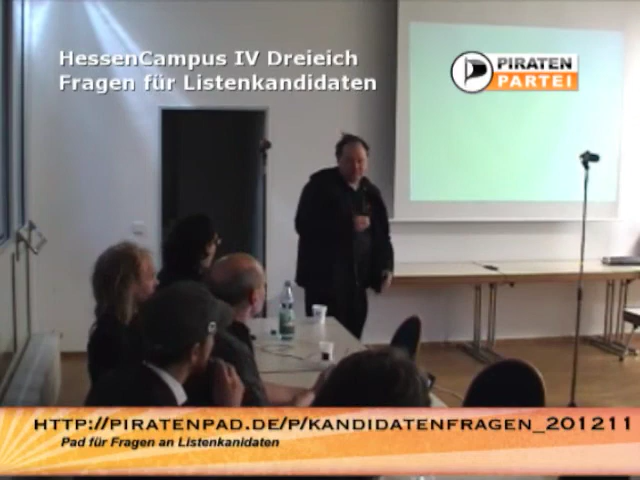 HessenCampus IV Dreieich
Fragen für Listenkandidaten
PIRATEN
PARTEI
HTTP://PIRATENPAD.DE/P/KANDIDATENFRAGEN_201211
Pad für Fragen an Listenkanidaten